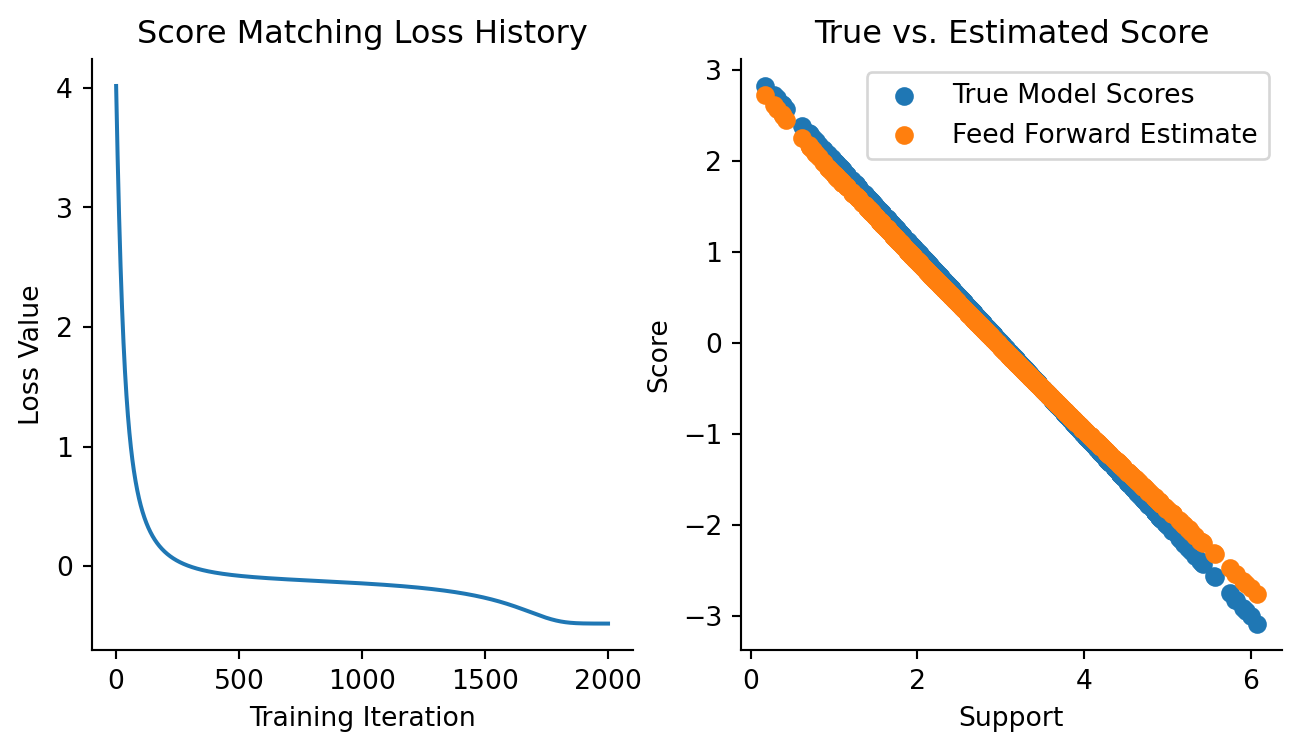 Score Matching Loss History
4
3
2
1
0
Loss Value
0 500 1000 1500 2000
Training Iteration
True vs. Estimated Score
True Model Scores
Feed Forward Estimate
3
2
1
0
−1
−2
−3
Score
0 2 4 6
Support